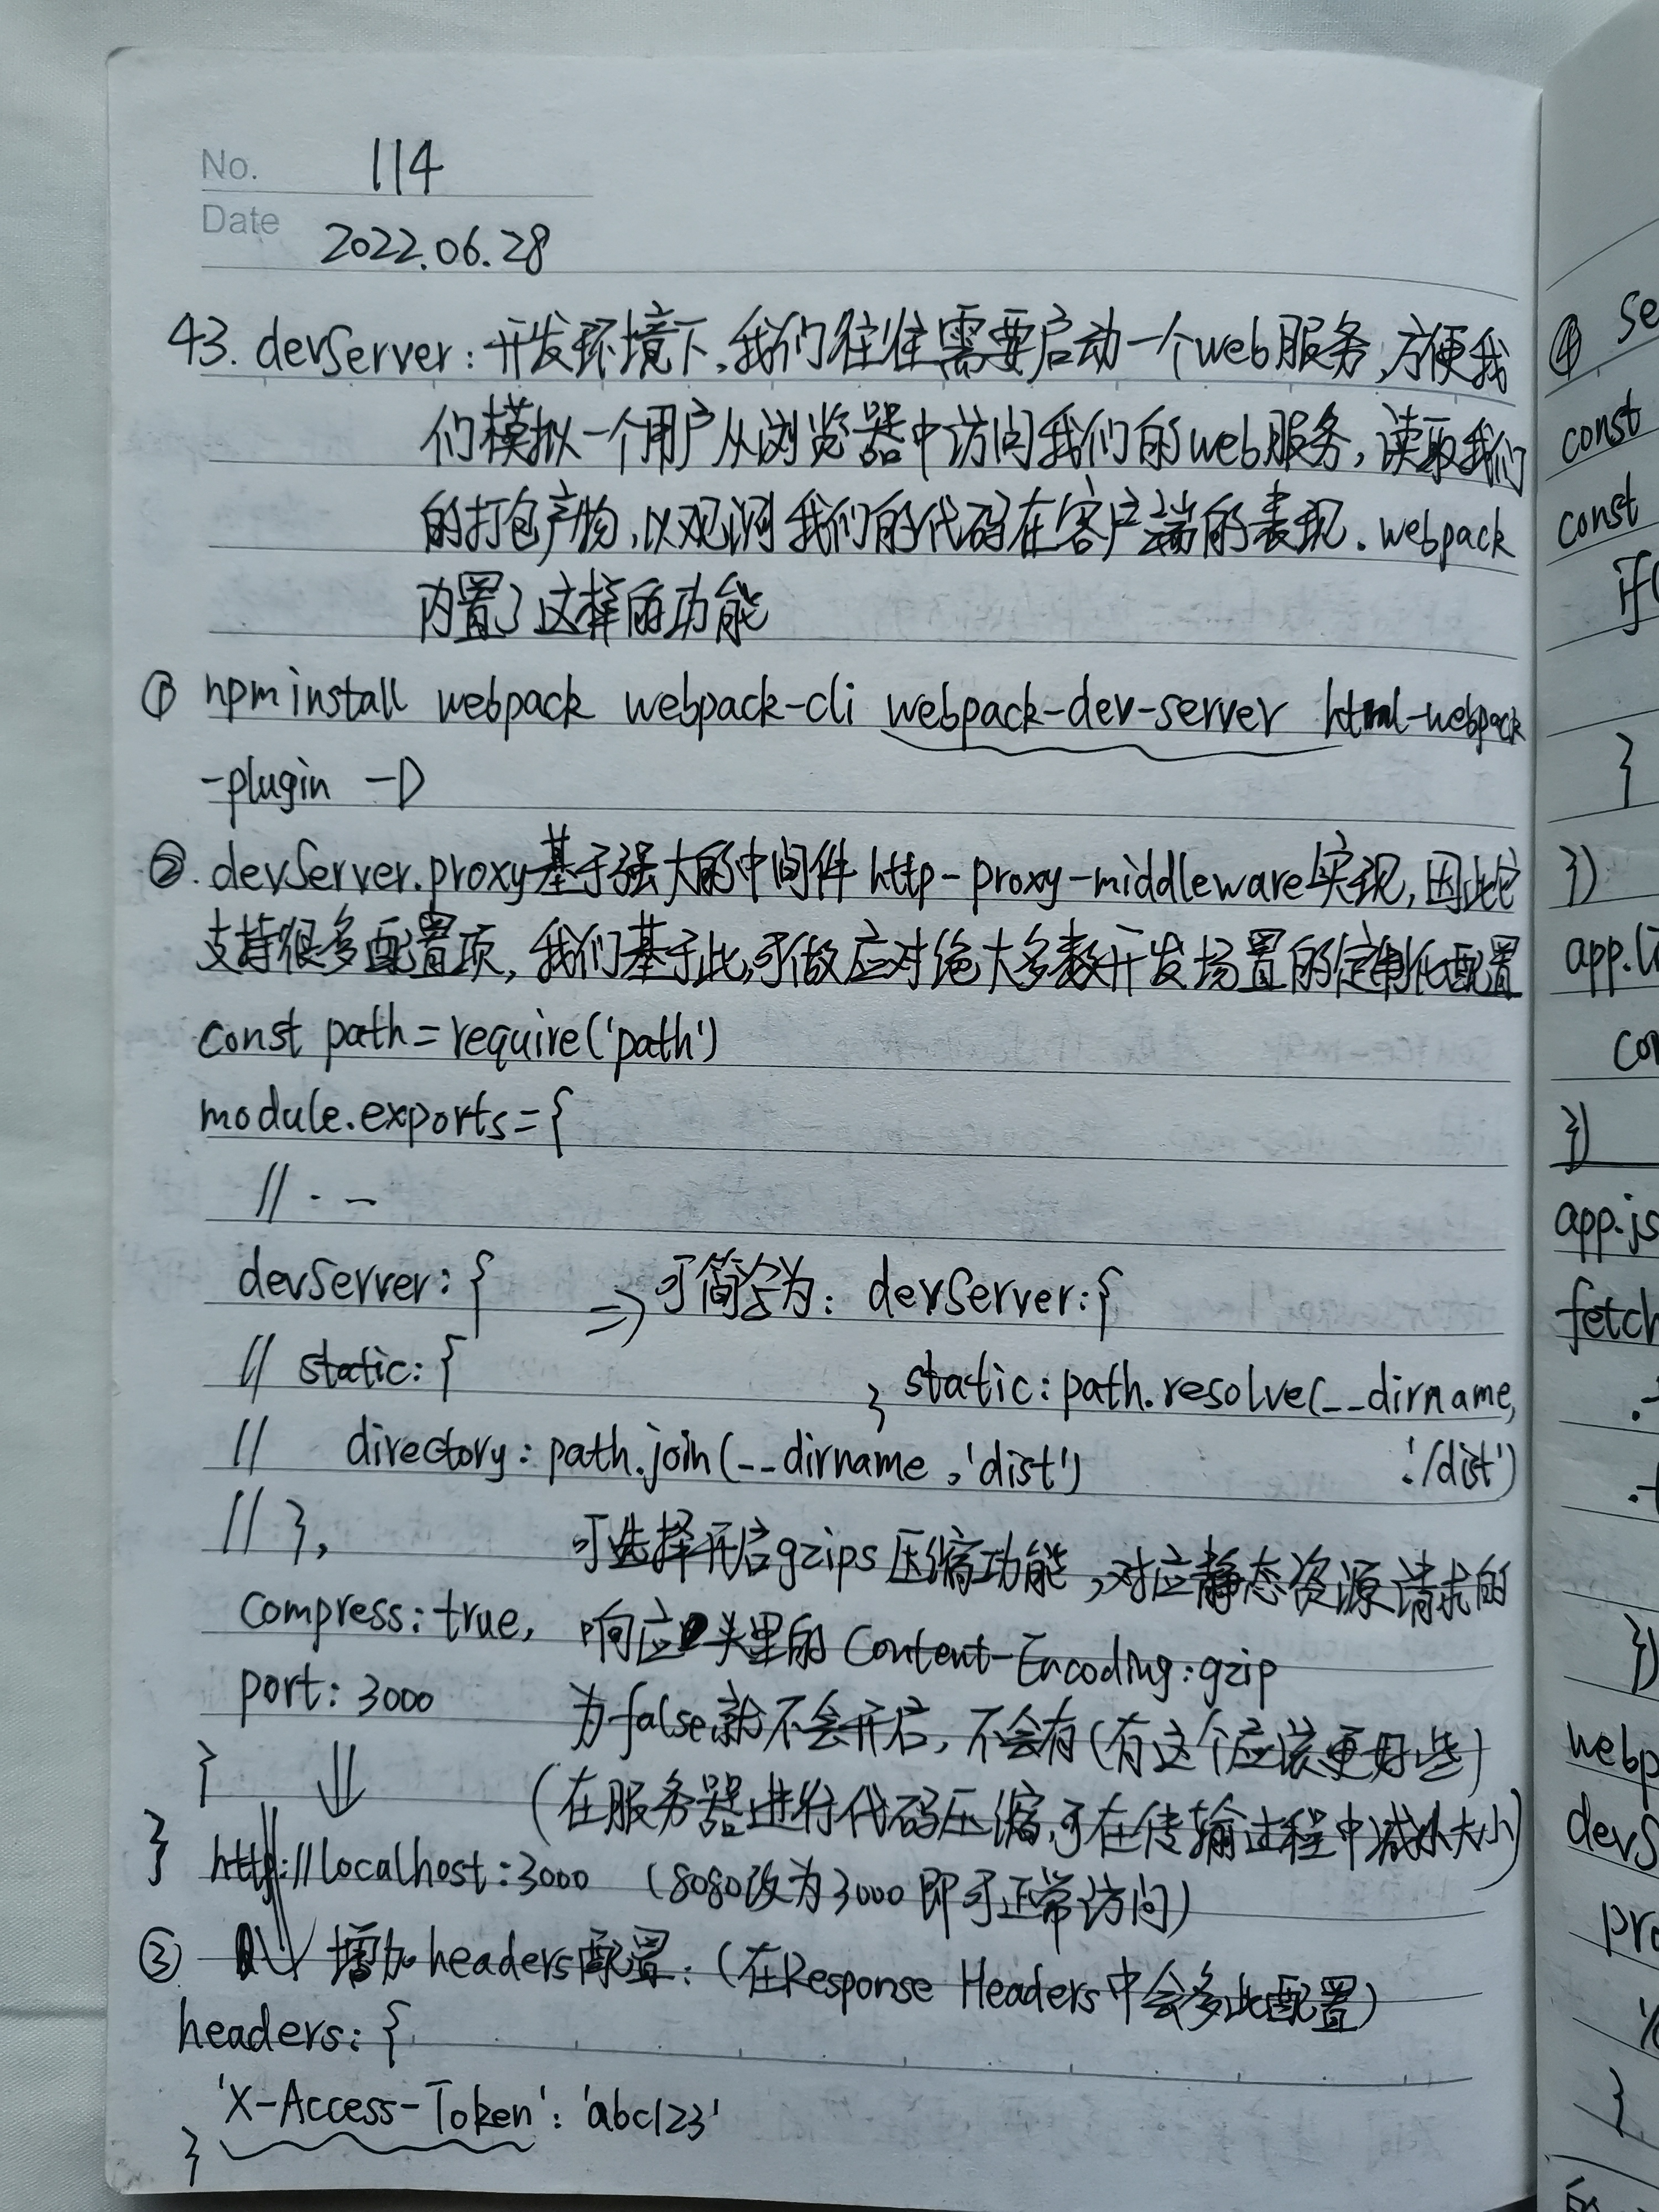 No. 114
Date 2022.06.28
43. devServer：开发环境下，我们往往需要启动一个web服务，方便我
们模拟一个用户从浏览器中访问我们的web服务，读取我们
的打包产物，以观测我们的代码在客户端的表现．webpack
内置了这样的功能
① npm install webpack webpack-cli webpack-dev-server html-webpack
-plugin -D
②. devServer.proxy基于强大的中间件 http-proxy-middleware实现，因此它
支持很多配置项，我们基于此，可做应对绝大多数开发场置的定制化配置
const path = require('path')
module.exports = {
// . —
devServer: { => 可简写为：devServer: {
// static: { static: path.resolve(__dirname,
}
// directory: path.join(__dirname, 'dist') './dist')
// }, 可选择开启gzips压缩功能，对应静态资源请求的
compress: true, 响应头里的 Content-Encoding: gzip
port: 3000 为false就不会开启，不会有（有这个应该更好些）
} ⇓ （在服务器进行代码压缩，可在传输过程中减小大小）
} http://localhost:3000 （8080改为3000即可正常访问）
③ 增加headers配置：（在Response Headers中会多此配置）
headers: {
'X-Access-Token': 'abc123'
}
④ se
const
const
if(
}
})
app.li
con
})
app.js
fetch
})
webp
devS
pro
}
的